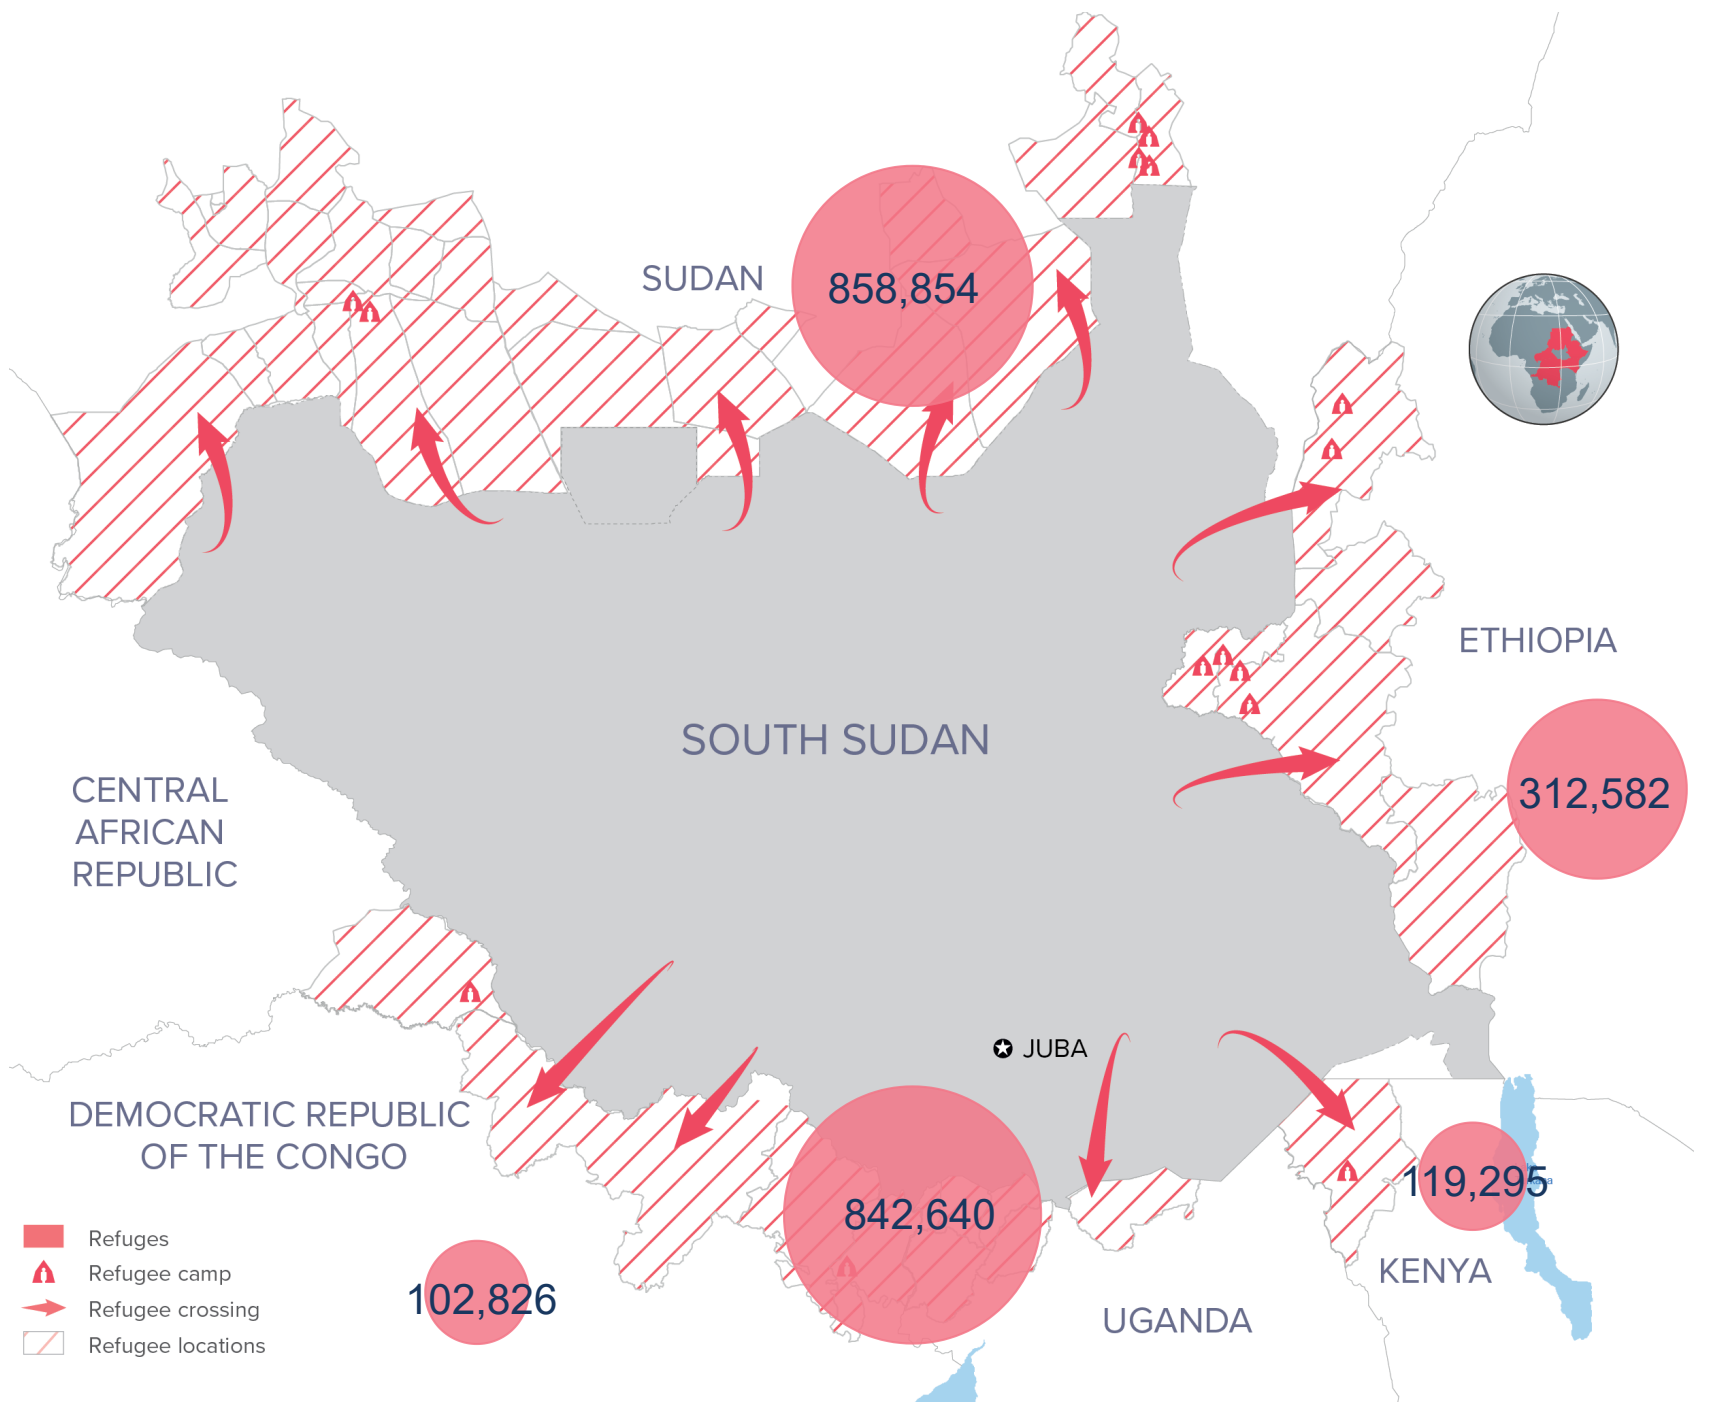 SUDAN
858,854
ETHIOPIA
SOUTH SUDAN
312,582
CENTRAL
AFRICAN
REPUBLIC
JUBA
DEMOCRATIC REPUBLIC
OF THE CONGO
119,295
842,640
KENYA
102,826
UGANDA
Refuges
Refugee camp
Refugee crossing
Refugee locations